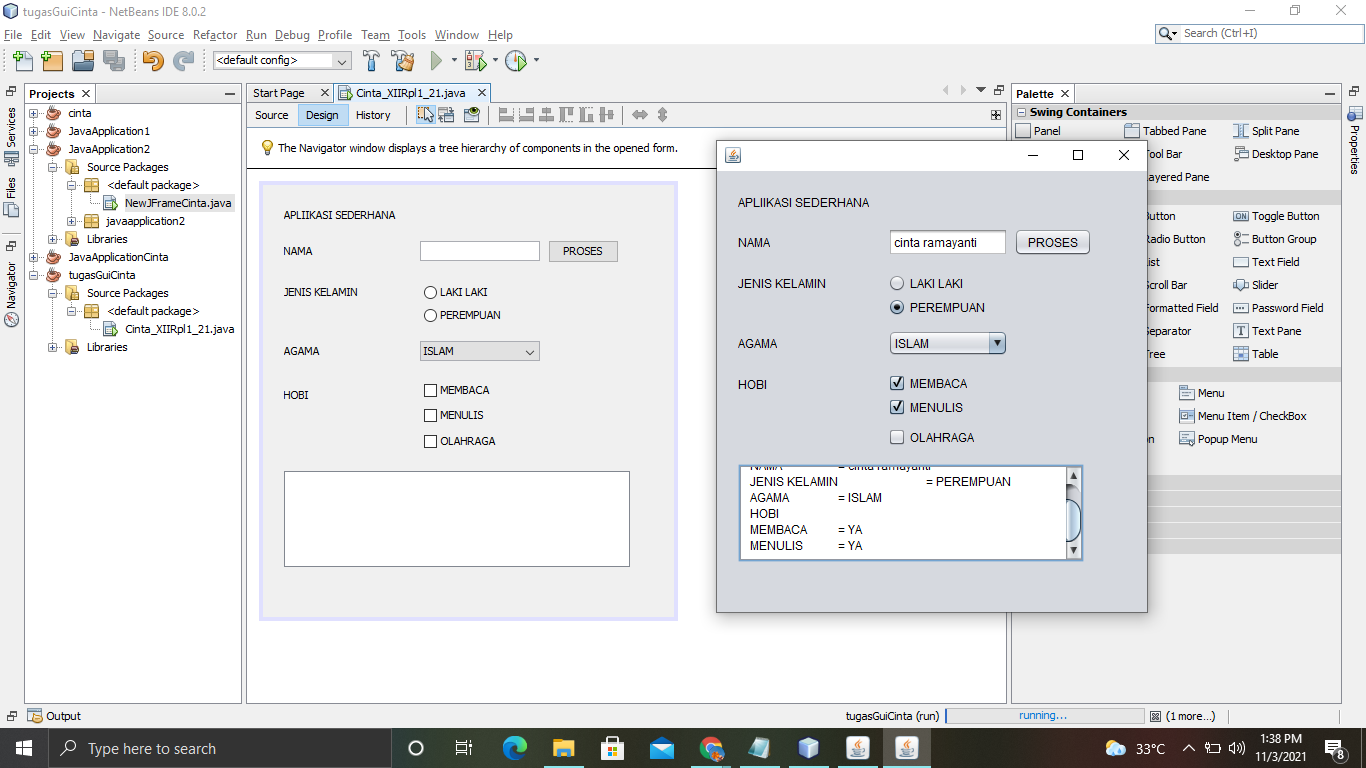 tugasGuiCinta - NetBeans IDE 8.0.2
File Edit View Navigate Source Refactor Run Debug Profile Team Tools Window Help
Search (Ctrl+I)
<default config>
Projects
Services
Files
Navigator
cinta
JavaApplication1
JavaApplication2
Source Packages
<default package>
NewJFrameCinta.java
javaapplication2
Libraries
JavaApplicationCinta
tugasGuiCinta
Source Packages
<default package>
Cinta_XIIRpl1_21.java
Libraries
Start Page
Cinta_XIIRpl1_21.java
Source Design History
The Navigator window displays a tree hierarchy of components in the opened form.
APLIIKASI SEDERHANA
NAMA PROSES
JENIS KELAMIN LAKI LAKI
PEREMPUAN
AGAMA ISLAM
HOBI MEMBACA
MENULIS
OLAHRAGA
APLIIKASI SEDERHANA
NAMA cinta ramayanti PROSES
JENIS KELAMIN LAKI LAKI
PEREMPUAN
AGAMA ISLAM
HOBI MEMBACA
MENULIS
OLAHRAGA
NAMA = cinta ramayanti
JENIS KELAMIN = PEREMPUAN
AGAMA = ISLAM
HOBI
MEMBACA = YA
MENULIS = YA
Palette
Properties
Swing Containers
Panel Tabbed Pane Split Pane
Tool Bar Desktop Pane
Layered Pane
Button Toggle Button
Radio Button Button Group
List Text Field
Scroll Bar Slider
Formatted Field Password Field
Separator Text Pane
Tree Table
Menu
Menu Item / CheckBox
Popup Menu
Output
tugasGuiCinta (run) running... (1 more...)
Type here to search
33°C
1:38 PM
11/3/2021
8